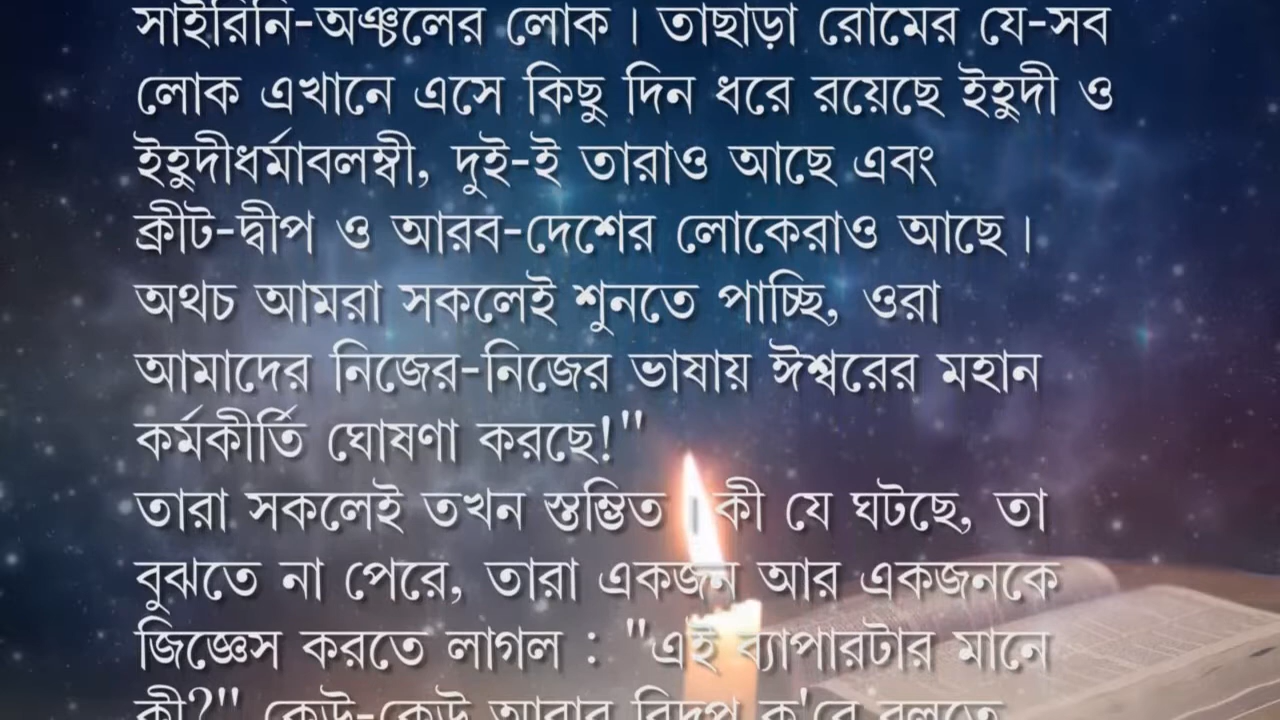 সাইরিনি-অঞ্চলের লোক। তাছাড়া রোমের যে-সব
লোক এখানে এসে কিছু দিন ধরে রয়েছে ইহুদী ও
ইহুদীধর্মাবলম্বী, দুই-ই তারাও আছে এবং
ক্রীট-দ্বীপ ও আরব-দেশের লোকেরাও আছে।
অথচ আমরা সকলেই শুনতে পাচ্ছি, ওরা
আমাদের নিজের-নিজের ভাষায় ঈশ্বরের মহান
কর্মকীর্তি ঘোষণা করছে!"
তারা সকলেই তখন স্তম্ভিত। কী যে ঘটছে, তা
বুঝতে না পেরে, তারা একজন আর একজনকে
জিজ্ঞেস করতে লাগল : "এই ব্যাপারটার মানে
কী?" কেউ-কেউ আবার বিদ্রূপ ক'রে বলতে